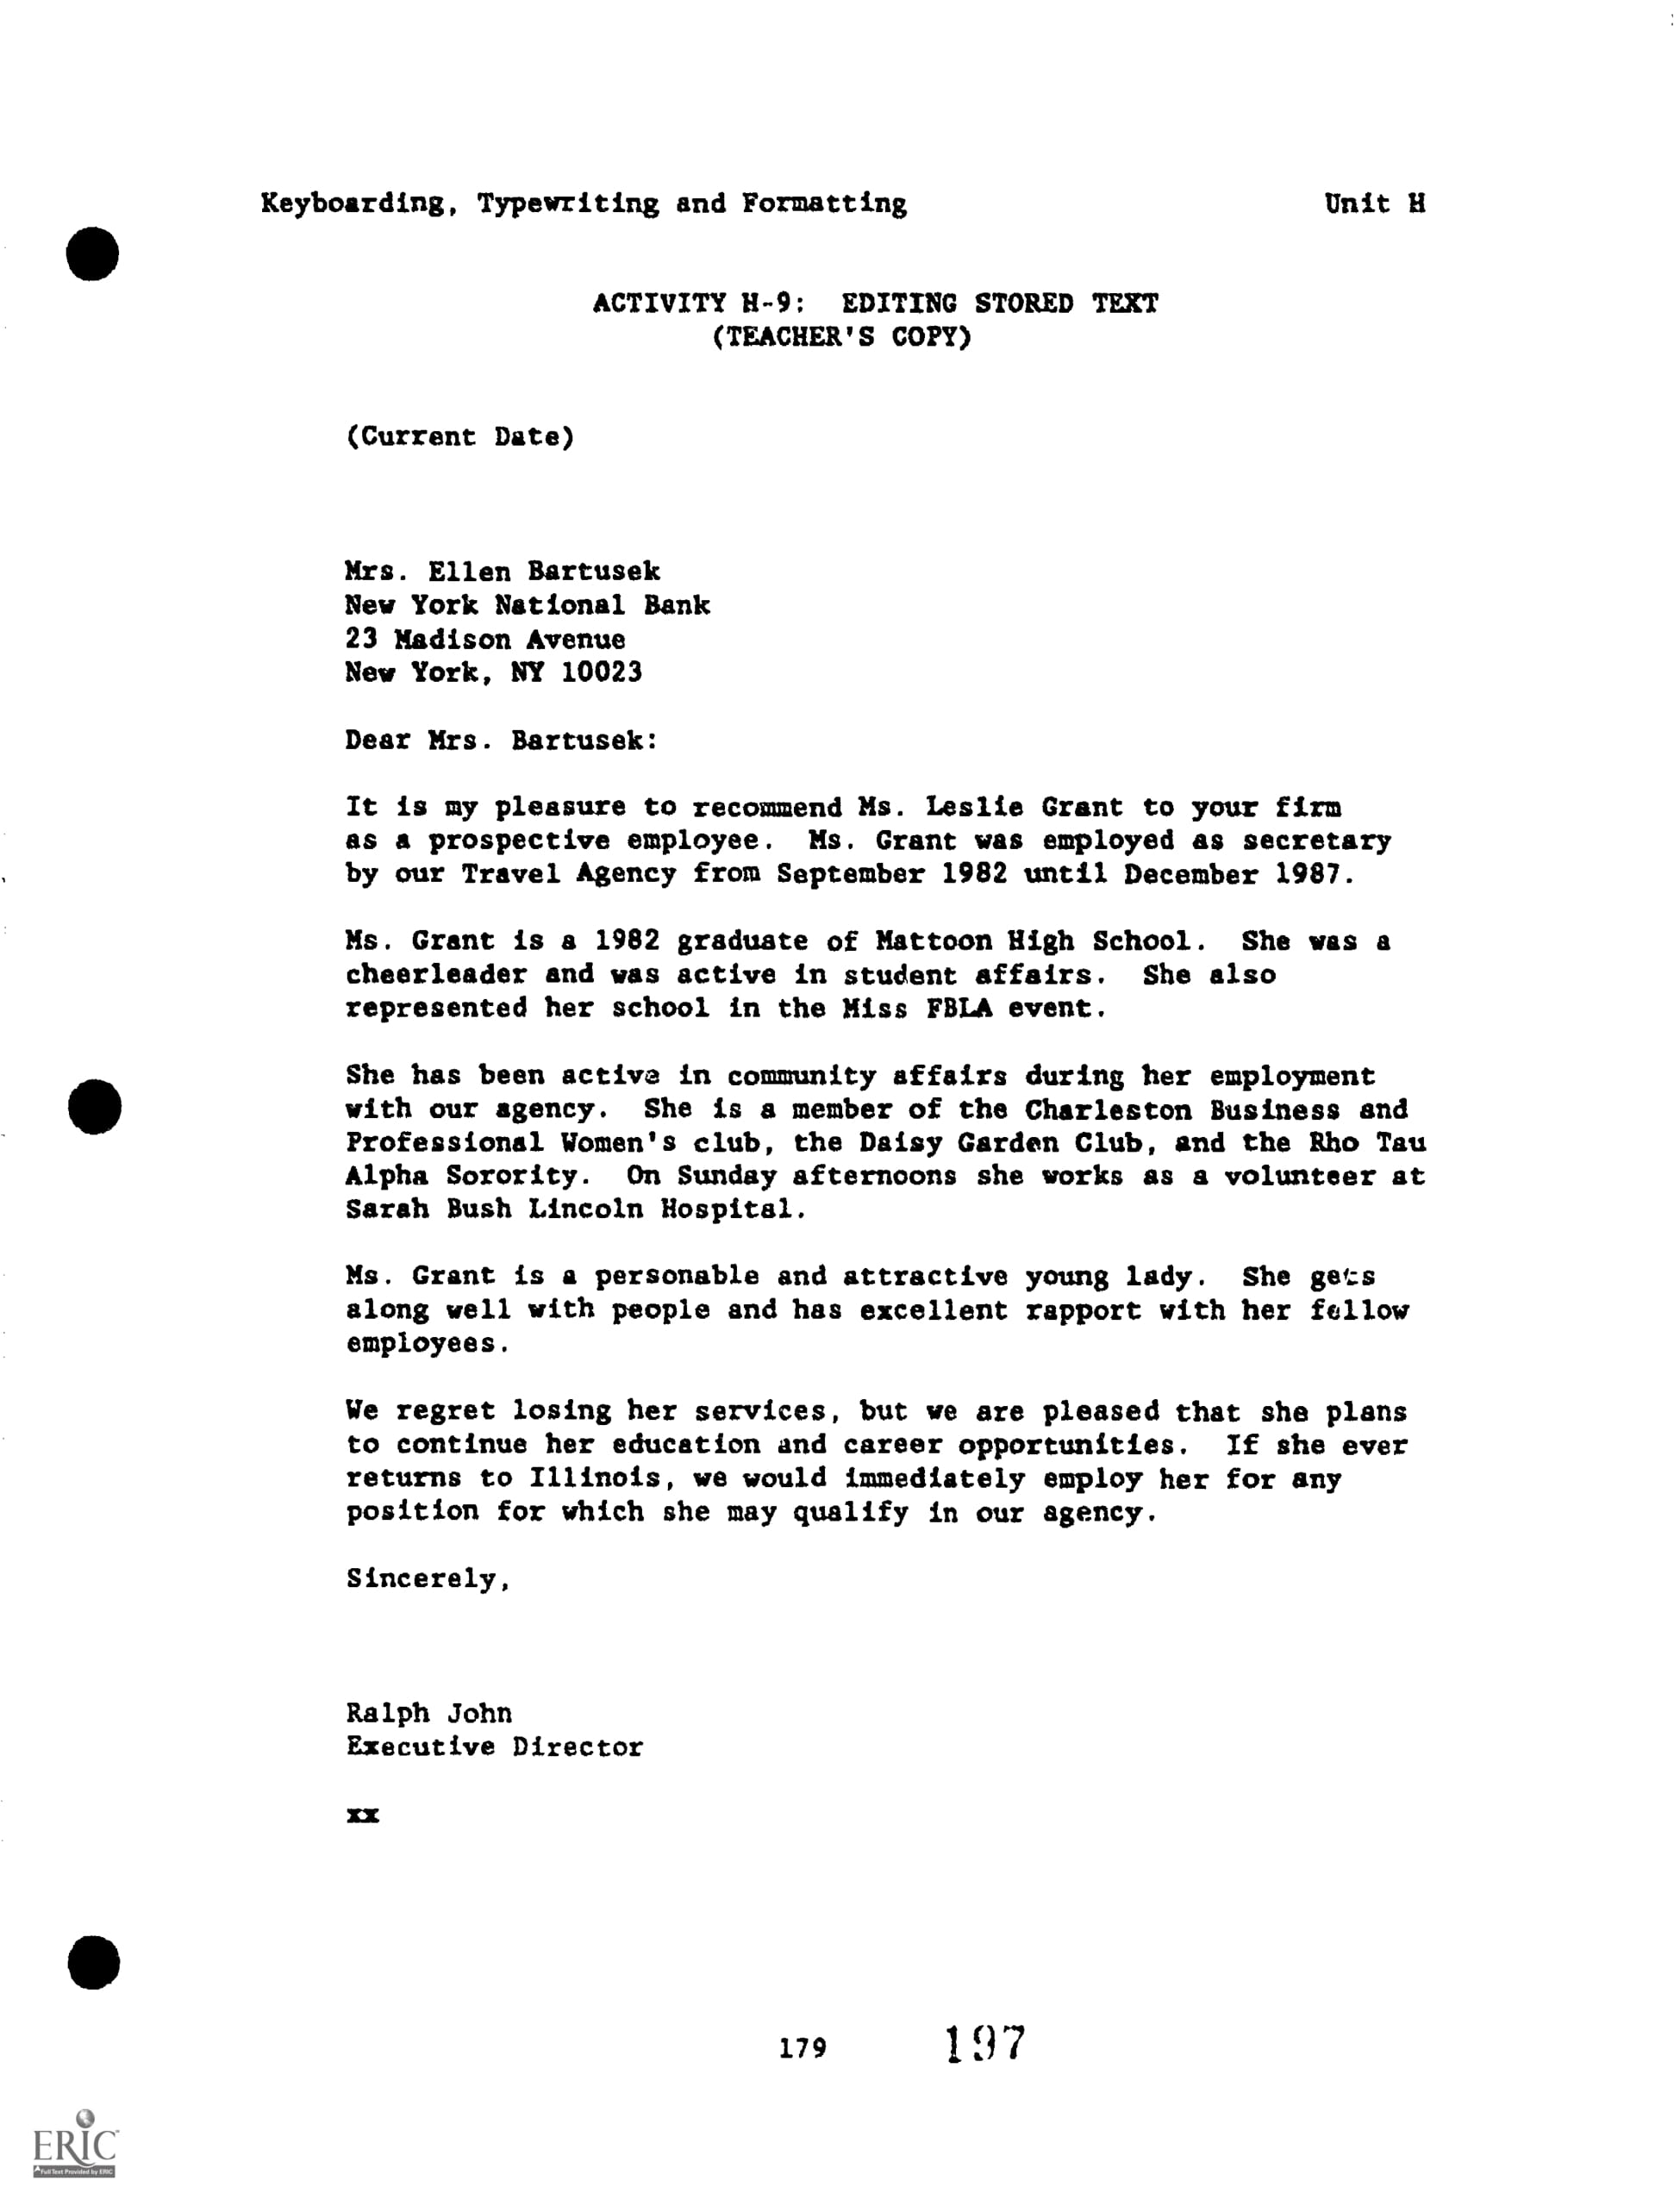 Keyboarding, Typewriting and Formatting Unit H
ACTIVITY H-9: EDITING STORED TEXT
(TEACHER'S COPY)
(Current Date)
Mrs. Ellen Bartusek
New York National Bank
23 Madison Avenue
New York, NY 10023
Dear Mrs. Bartusek:
It is my pleasure to recommend Ms. Leslie Grant to your firm
as a prospective employee. Ms. Grant was employed as secretary
by our Travel Agency from September 1982 until December 1987.
Ms. Grant is a 1982 graduate of Mattoon High School. She was a
cheerleader and was active in student affairs. She also
represented her school in the Miss FBLA event.
She has been active in community affairs during her employment
with our agency. She is a member of the Charleston Business and
Professional Women's club, the Daisy Garden Club, and the Rho Tau
Alpha Sorority. On Sunday afternoons she works as a volunteer at
Sarah Bush Lincoln Hospital.
Ms. Grant is a personable and attractive young lady. She gets
along well with people and has excellent rapport with her fellow
employees.
We regret losing her services, but we are pleased that she plans
to continue her education and career opportunities. If she ever
returns to Illinois, we would immediately employ her for any
position for which she may qualify in our agency.
Sincerely,
Ralph John
Executive Director
xx
179 197
ERIC
Full Text Provided by ERIC